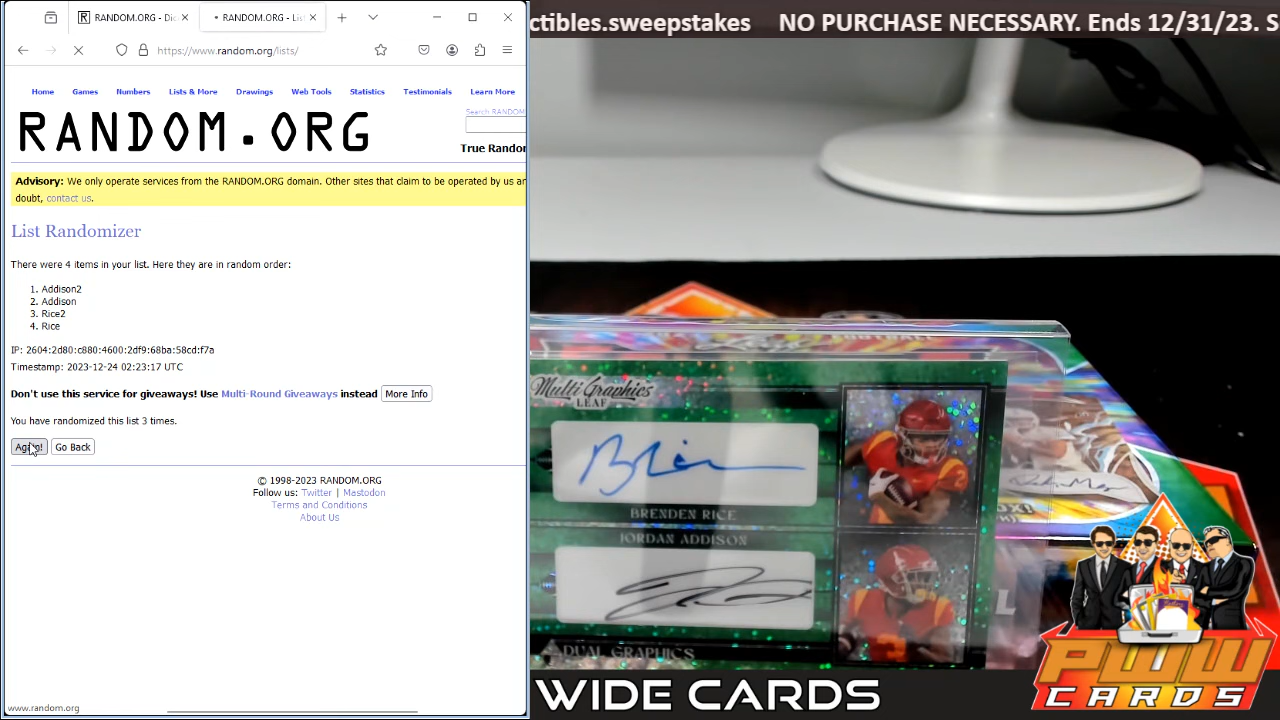 RANDOM.ORG - Di
RANDOM.ORG - Li
https://www.random.org/lists/
ctibles.sweepstakes NO PURCHASE NECESSARY. Ends 12/31/23. S
Home Games Numbers Lists & More Drawings Web Tools Statistics Testimonials Learn More
RANDOM.ORG
Search RANDOM
True Random
Advisory: We only operate services from the RANDOM.ORG domain. Other sites that claim to be operated by us ar
doubt, contact us.
List Randomizer
There were 4 items in your list. Here they are in random order:
1. Addison2
2. Addison
3. Rice2
4. Rice
IP: 2604:2d80:c880:4600:2df9:68ba:58cd:f7a
Timestamp: 2023-12-24 02:23:17 UTC
Don't use this service for giveaways! Use Multi-Round Giveaways instead More Info
You have randomized this list 3 times.
Again! Go Back
© 1998-2023 RANDOM.ORG
Follow us: Twitter | Mastodon
Terms and Conditions
About Us
www.random.org
Multi Graphics
LEAF
BRENDEN RICE
JORDAN ADDISON
DUAL GRAPHICS
WIDE CARDS
PWW
CARDS